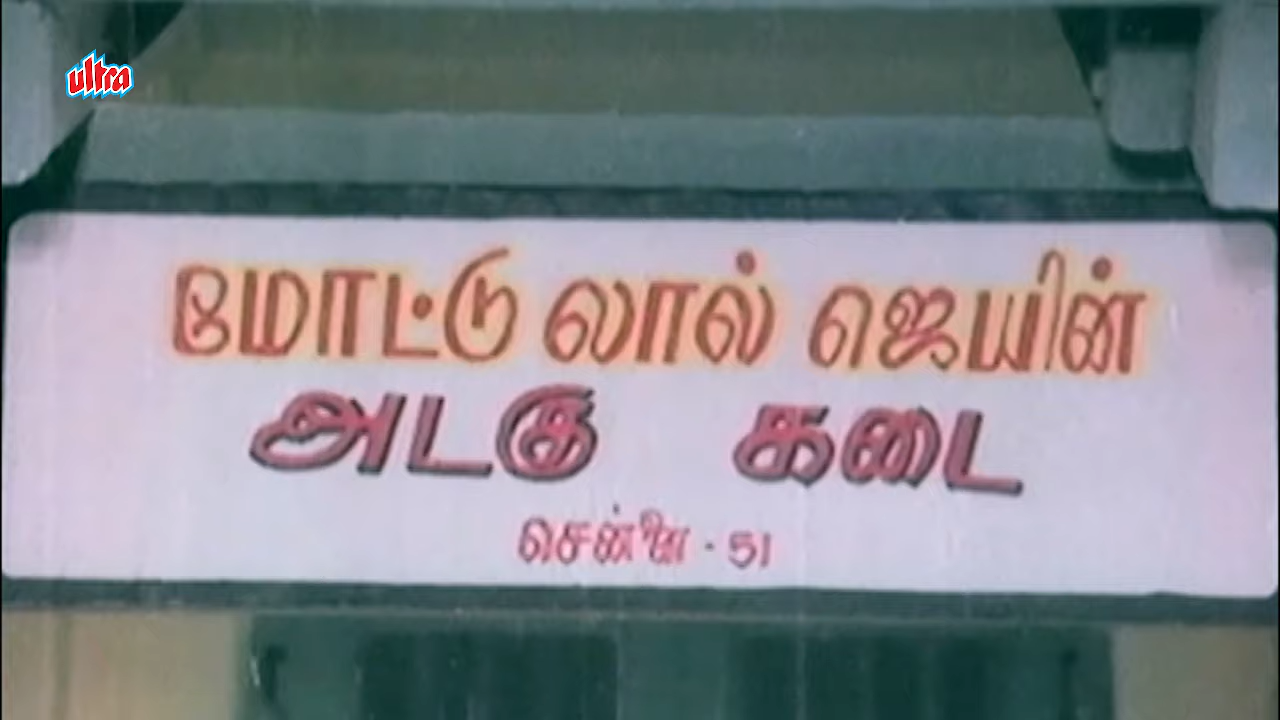 ultra
மோட்டு லால் ஜெயின்
அடகு கடை
சென்னை - 51